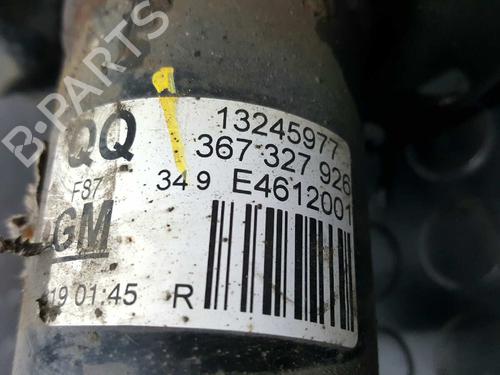 B-PARTS
QQ
13245977
367 327 926
F87
349 E4612001
GM
19 01:45 R